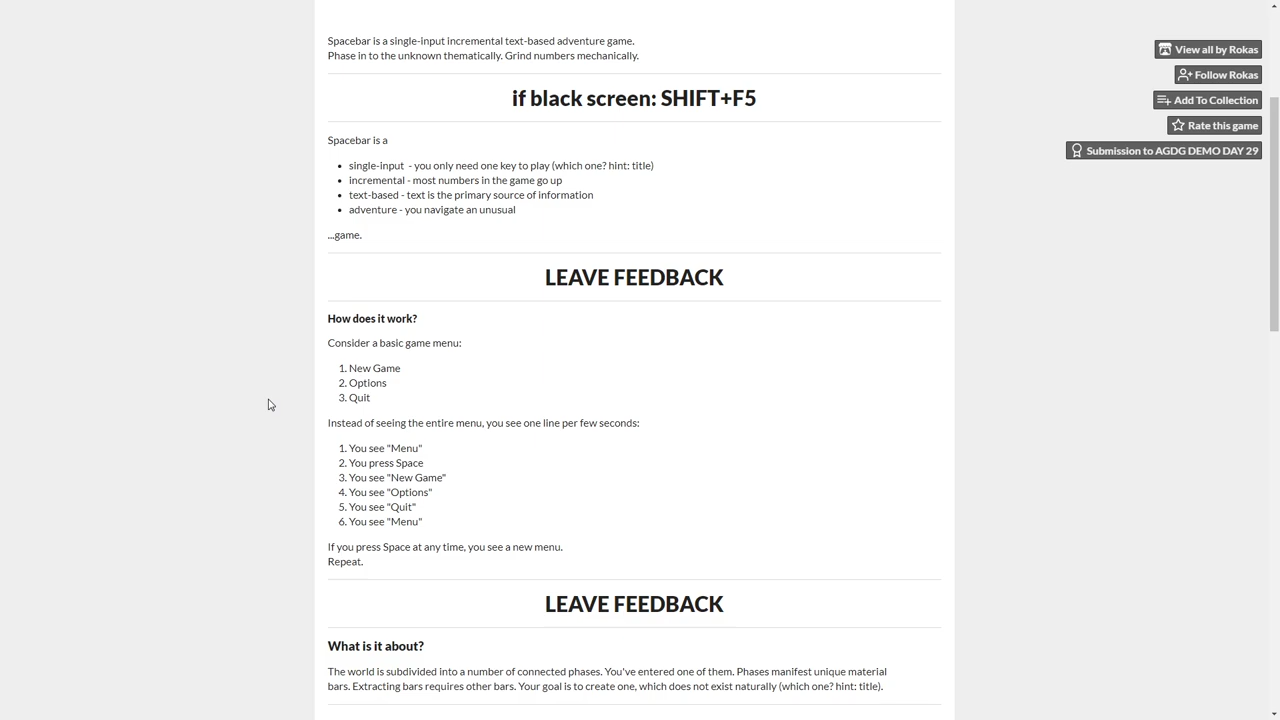 Spacebar is a single-input incremental text-based adventure game.
Phase in to the unknown thematically. Grind numbers mechanically.
if black screen: SHIFT+F5
Spacebar is a
single-input  - you only need one key to play (which one? hint: title)
incremental - most numbers in the game go up
text-based - text is the primary source of information
adventure - you navigate an unusual
...game.
LEAVE FEEDBACK
How does it work?
Consider a basic game menu:
1. New Game
2. Options
3. Quit
Instead of seeing the entire menu, you see one line per few seconds:
1. You see "Menu"
2. You press Space
3. You see "New Game"
4. You see "Options"
5. You see "Quit"
6. You see "Menu"
If you press Space at any time, you see a new menu.
Repeat.
LEAVE FEEDBACK
What is it about?
The world is subdivided into a number of connected phases. You've entered one of them. Phases manifest unique material
bars. Extracting bars requires other bars. Your goal is to create one, which does not exist naturally (which one? hint: title).
View all by Rokas
Follow Rokas
Add To Collection
Rate this game
Submission to AGDG DEMO DAY 29